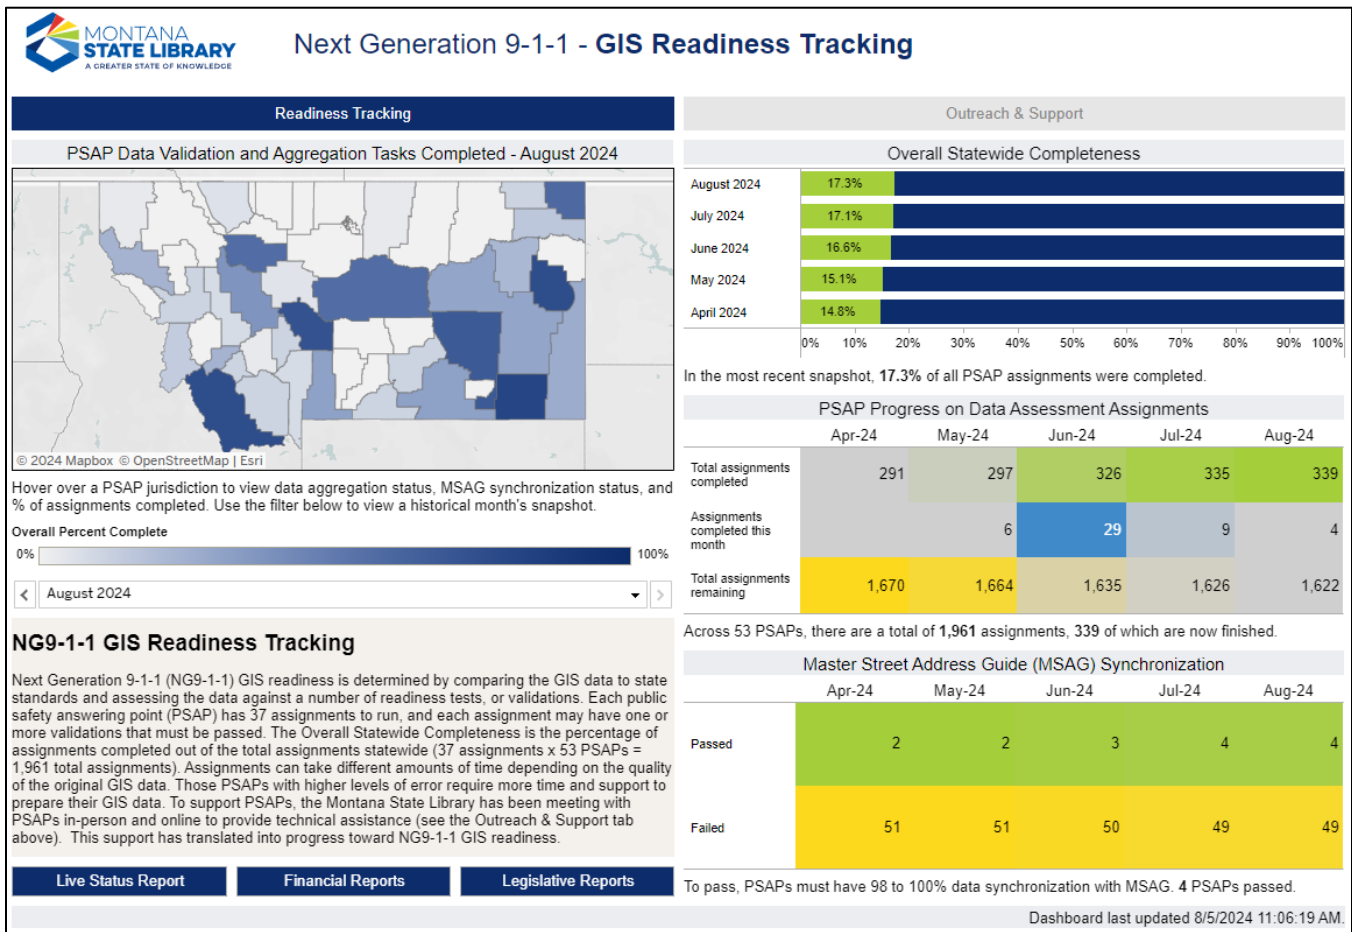 MONTANA
STATE LIBRARY
A GREATER STATE OF KNOWLEDGE
Next Generation 9-1-1 - GIS Readiness Tracking
Readiness Tracking
Outreach & Support
PSAP Data Validation and Aggregation Tasks Completed - August 2024
© 2024 Mapbox © OpenStreetMap | Esri
Hover over a PSAP jurisdiction to view data aggregation status, MSAG synchronization status, and
% of assignments completed. Use the filter below to view a historical month's snapshot.
Overall Percent Complete
0% 100%
< August 2024 >
NG9-1-1 GIS Readiness Tracking
Next Generation 9-1-1 (NG9-1-1) GIS readiness is determined by comparing the GIS data to state
standards and assessing the data against a number of readiness tests, or validations. Each public
safety answering point (PSAP) has 37 assignments to run, and each assignment may have one or
more validations that must be passed. The Overall Statewide Completeness is the percentage of
assignments completed out of the total assignments statewide (37 assignments x 53 PSAPs =
1,961 total assignments). Assignments can take different amounts of time depending on the quality
of the original GIS data. Those PSAPs with higher levels of error require more time and support to
prepare their GIS data. To support PSAPs, the Montana State Library has been meeting with
PSAPs in-person and online to provide technical assistance (see the Outreach & Support tab
above). This support has translated into progress toward NG9-1-1 GIS readiness.
Live Status Report
Financial Reports
Legislative Reports
Overall Statewide Completeness
August 2024 17.3%
July 2024 17.1%
June 2024 16.6%
May 2024 15.1%
April 2024 14.8%
0% 10% 20% 30% 40% 50% 60% 70% 80% 90% 100%
In the most recent snapshot, 17.3% of all PSAP assignments were completed.
PSAP Progress on Data Assessment Assignments
Apr-24 May-24 Jun-24 Jul-24 Aug-24
Total assignments
completed 291 297 326 335 339
Assignments
completed this 6 29 9 4
month
Total assignments
remaining 1,670 1,664 1,635 1,626 1,622
Across 53 PSAPs, there are a total of 1,961 assignments, 339 of which are now finished.
Master Street Address Guide (MSAG) Synchronization
Apr-24 May-24 Jun-24 Jul-24 Aug-24
Passed 2 2 3 4 4
Failed 51 51 50 49 49
To pass, PSAPs must have 98 to 100% data synchronization with MSAG. 4 PSAPs passed.
Dashboard last updated 8/5/2024 11:06:19 AM.